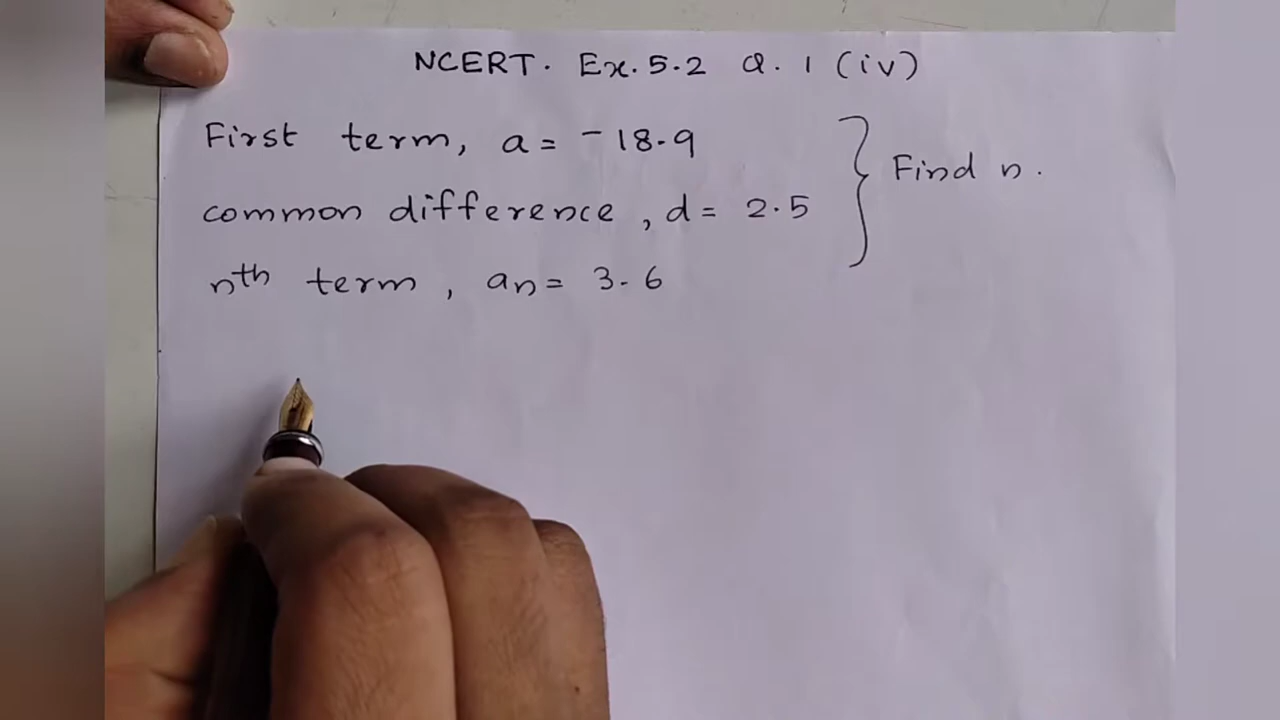 NCERT. Ex. 5.2 Q. 1 (iv)
First term, a = -18.9
common difference, d = 2.5
nth term, an = 3.6
} Find n.